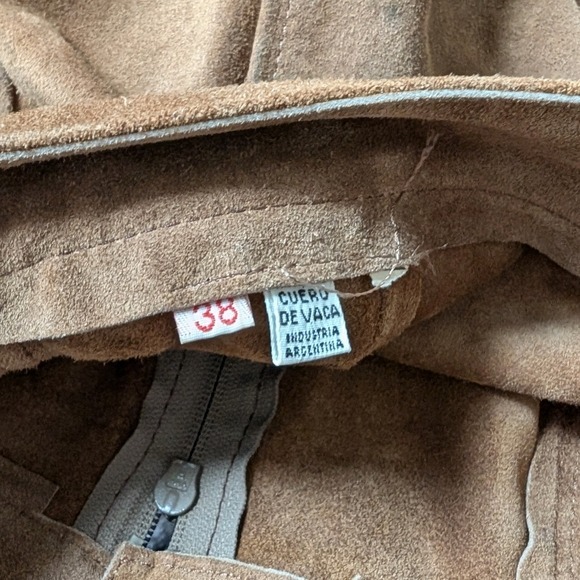 38
CUERO
DE VACA
INDUSTRIA
ARGENTINA